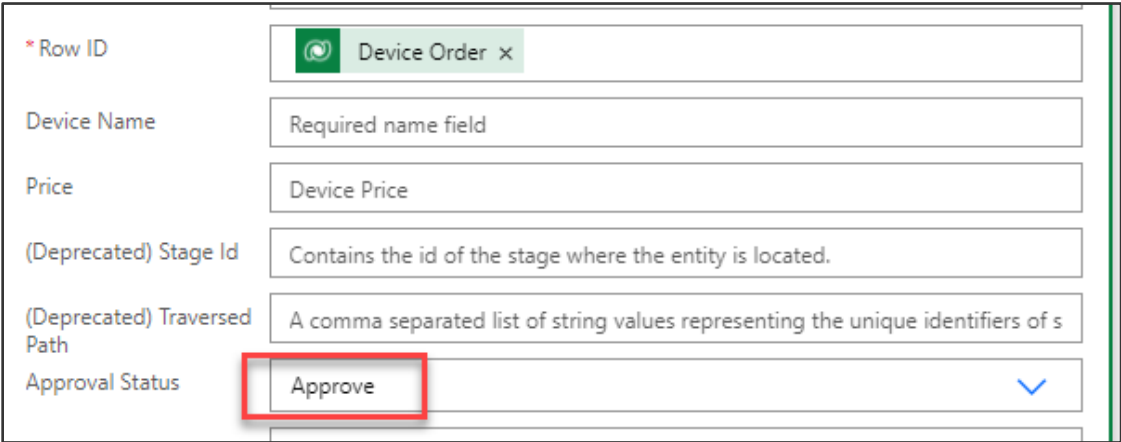 * Row ID
Device Order ×
Device Name
Required name field
Price
Device Price
(Deprecated) Stage Id
Contains the id of the stage where the entity is located.
(Deprecated) Traversed
Path
A comma separated list of string values representing the unique identifiers of s
Approval Status
Approve